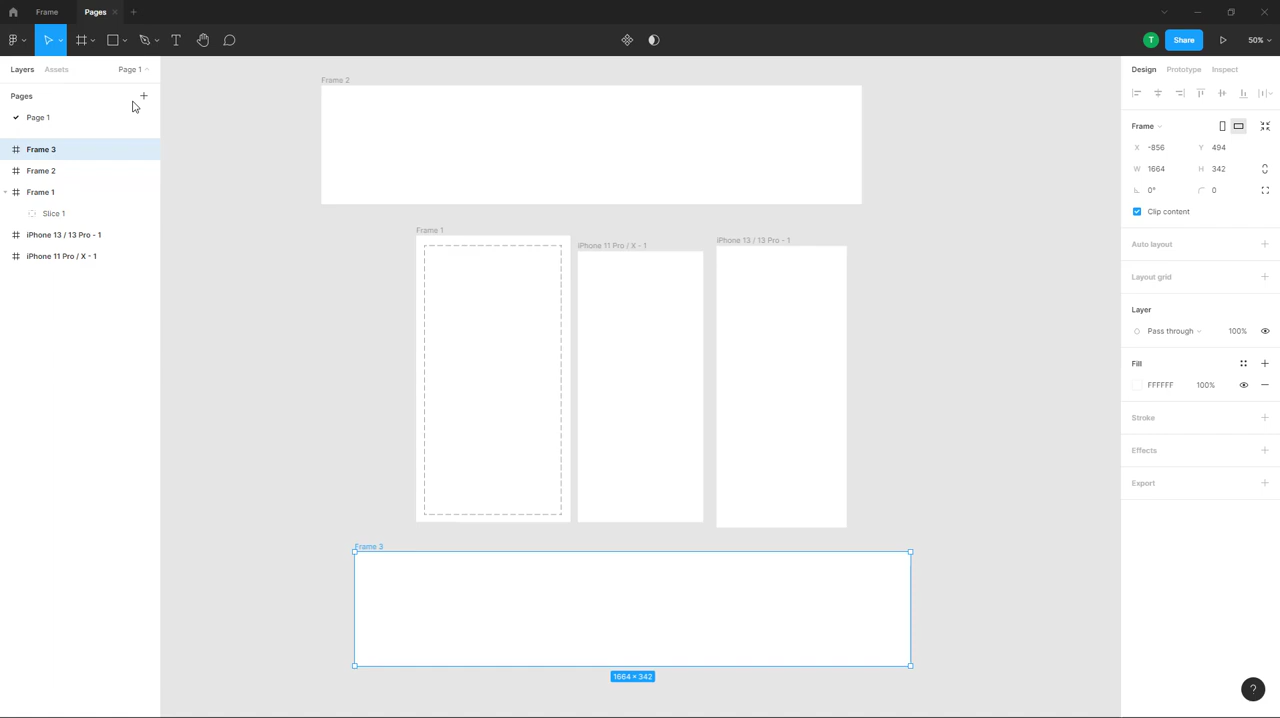 Frame
Pages
T
Share
50%
Layers
Assets
Page 1
Pages
Page 1
Frame 3
Frame 2
Frame 1
Slice 1
iPhone 13 / 13 Pro - 1
iPhone 11 Pro / X - 1
Frame 2
Frame 1
iPhone 11 Pro / X - 1
iPhone 13 / 13 Pro - 1
Frame 3
1664 × 342
Design
Prototype
Inspect
Frame
X -856
Y 494
W 1664
H 342
0°
0
Clip content
Auto layout
Layout grid
Layer
Pass through
100%
Fill
FFFFFF
100%
Stroke
Effects
Export
?